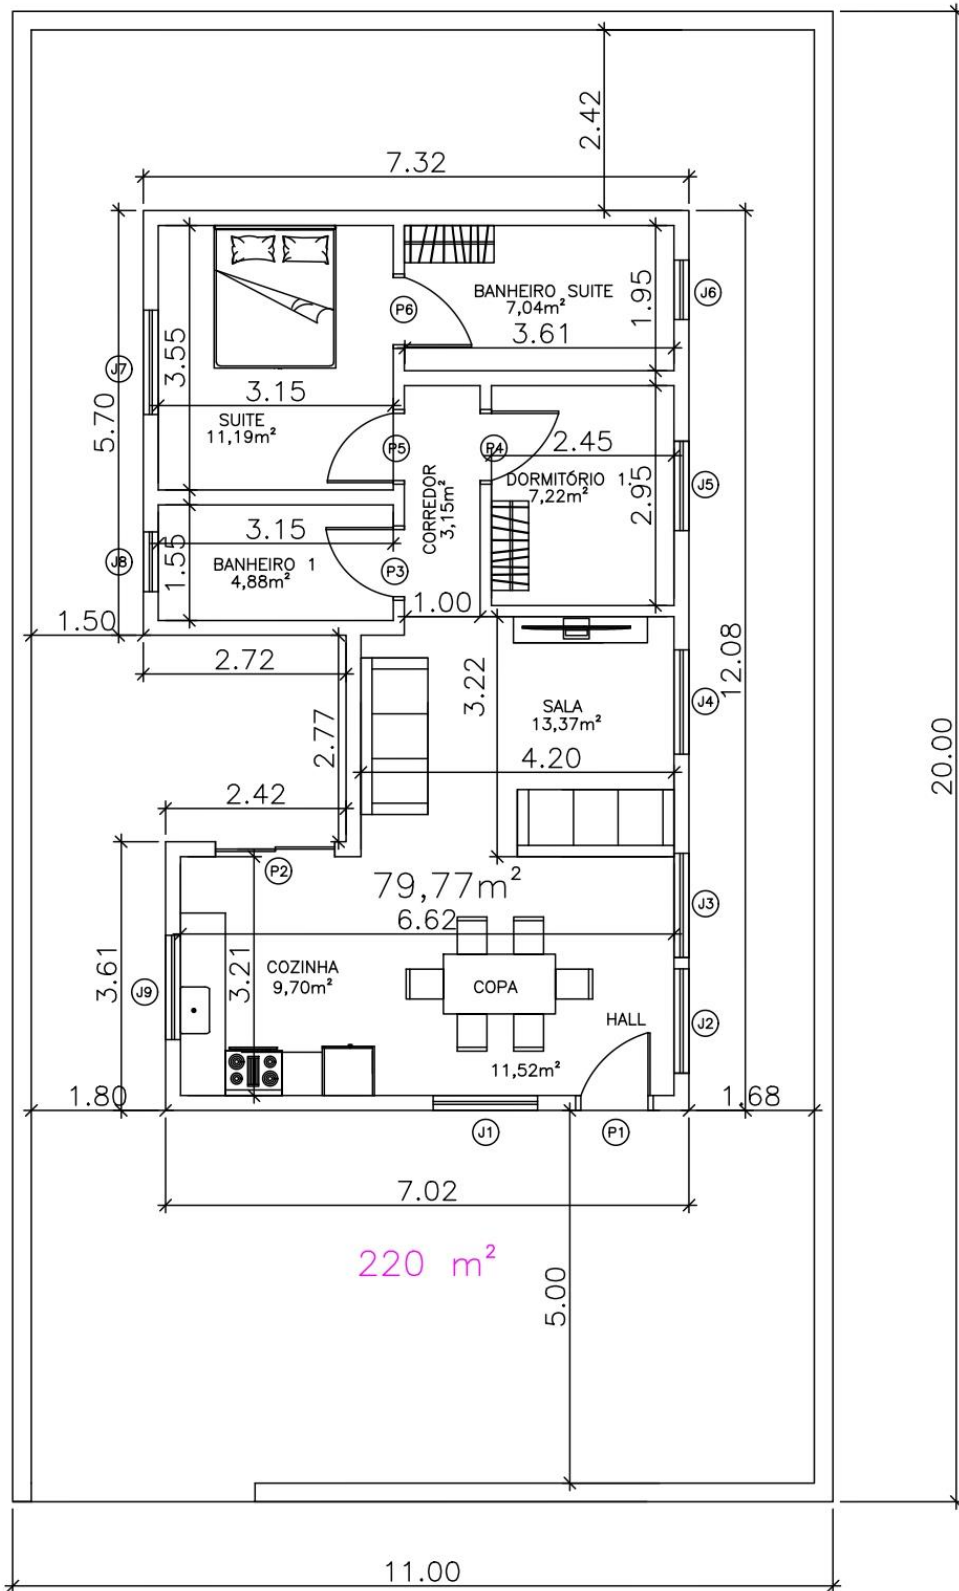 2.42
7.32
BANHEIRO SUITE
7,04m²
3.61
1.95
J6
P6
J7
3.55
3.15
5.70
SUITE
11,19m²
P5
P4
2.45
DORMITÓRIO 1.
7,22m²
2.95
J5
CORREDOR
3,15m²
3.15
BANHEIRO 1
4,88m²
1.55
J8
P3
1.00
1.50
2.72
3.22
SALA
13,37m²
J4
12.08
2.77
4.20
2.42
20.00
P2
79,77m²
6.62
J3
3.61
J9
3.21
COZINHA
9,70m²
COPA
HALL
J2
11,52m²
1.80
1.68
J1
P1
7.02
220 m²
5.00
11.00